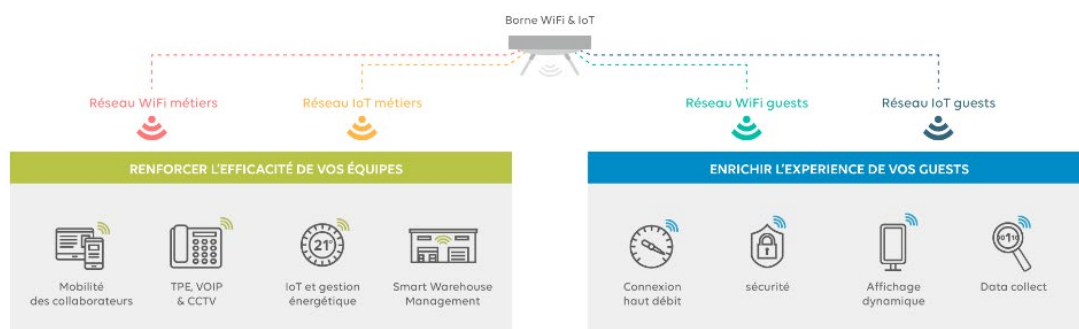 Borne WiFi & IoT
Réseau WiFi métiers
Réseau IoT métiers
Réseau WiFi guests
Réseau IoT guests
RENFORCER L'EFFICACITÉ DE VOS ÉQUIPES
ENRICHIR L'EXPERIENCE DE VOS GUESTS
21°
10110
Mobilité
des collaborateurs
TPE, VOIP
& CCTV
IoT et gestion
énergétique
Smart Warehouse
Management
Connexion
haut débit
sécurité
Affichage
dynamique
Data collect